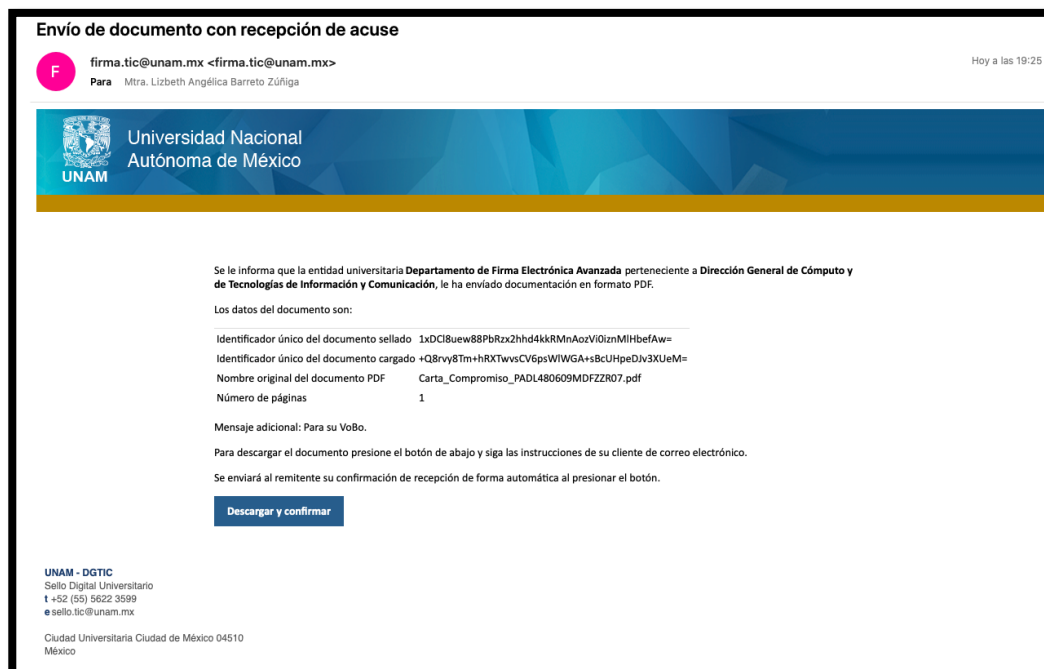 Envío de documento con recepción de acuse
F
firma.tic@unam.mx <firma.tic@unam.mx>
Hoy a las 19:25
Para Mtra. Lizbeth Angélica Barreto Zúñiga
Universidad Nacional
Autónoma de México
UNAM
Se le informa que la entidad universitaria Departamento de Firma Electrónica Avanzada perteneciente a Dirección General de Cómputo y
de Tecnologías de Información y Comunicación, le ha envíado documentación en formato PDF.
Los datos del documento son:
Identificador único del documento sellado 1xDCl8uew88PbRzx2hhd4kkRMnAozVi0iznMlHbefAw=
Identificador único del documento cargado +Q8rvy8Tm+hRXTwvsCV6psWlWGA+sBcUHpeDJv3XUeM=
Nombre original del documento PDF Carta_Compromiso_PADL480609MDFZZR07.pdf
Número de páginas 1
Mensaje adicional: Para su VoBo.
Para descargar el documento presione el botón de abajo y siga las instrucciones de su cliente de correo electrónico.
Se enviará al remitente su confirmación de recepción de forma automática al presionar el botón.
Descargar y confirmar
UNAM - DGTIC
Sello Digital Universitario
t +52 (55) 5622 3599
e sello.tic@unam.mx
Ciudad Universitaria Ciudad de México 04510
México